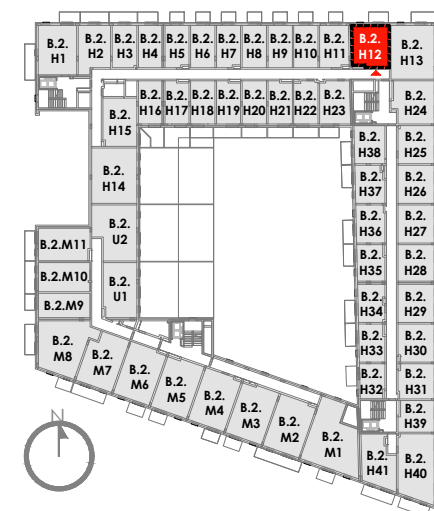 B.2.
H1
B.2.
H2
B.2.
H3
B.2.
H4
B.2.
H5
B.2.
H6
B.2.
H7
B.2.
H8
B.2.
H9
B.2.
H10
B.2.
H11
B.2.
H12
B.2.
H13
B.2.
H16
B.2.
H17
B.2.
H18
B.2.
H19
B.2.
H20
B.2.
H21
B.2.
H22
B.2.
H23
B.2.
H24
B.2.
H15
B.2.
H38
B.2.
H25
B.2.
H14
B.2.
H37
B.2.
H26
B.2.
U2
B.2.
H36
B.2.
H27
B.2.M11
B.2.
H35
B.2.
H28
B.2.M10
B.2.
U1
B.2.
H34
B.2.
H29
B.2.M9
B.2.
H33
B.2.
H30
B.2.
M8
B.2.
M7
B.2.
M6
B.2.
M5
B.2.
M4
B.2.
M3
B.2.
M2
B.2.
M1
B.2.
H32
B.2.
H31
B.2.
H39
B.2.
H41
B.2.
H40
N